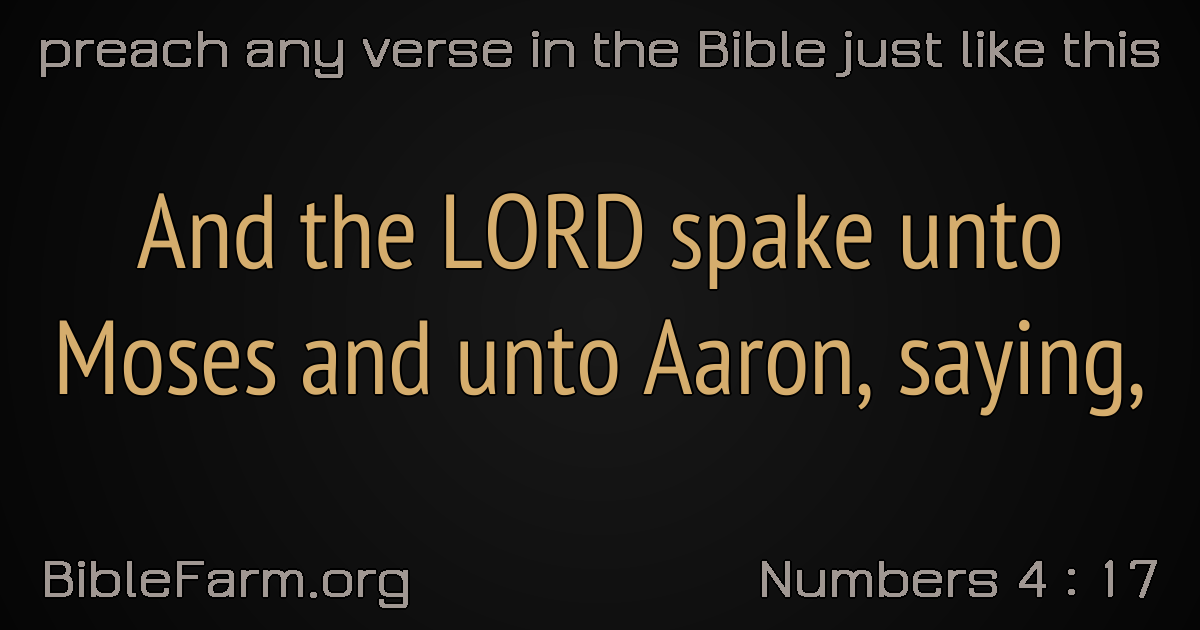 preach any verse in the Bible just like this
And the LORD spake unto
Moses and unto Aaron, saying,
BibleFarm.org
Numbers 4 : 17